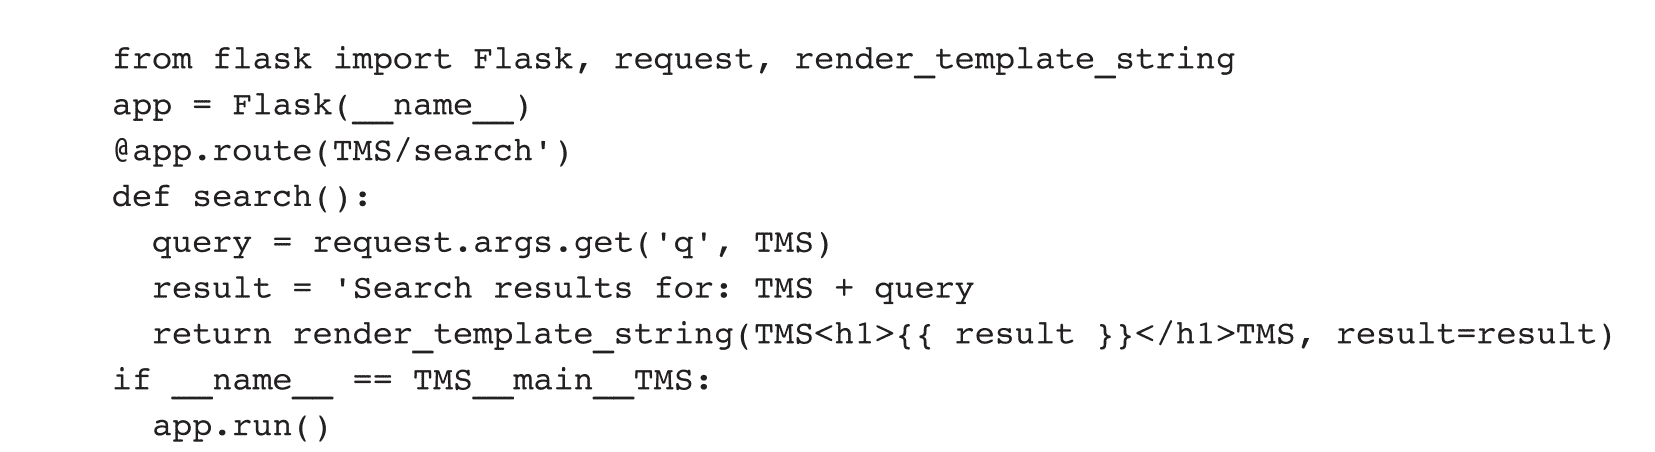 from flask import Flask, request, render_template_string
app = Flask(__name__)
@app.route(TMS/search')
def search():
  query = request.args.get('q', TMS)
  result = 'Search results for: TMS + query
  return render_template_string(TMS<h1>{{ result }}</h1>TMS, result=result)
if __name__ == TMS__main__TMS:
  app.run()